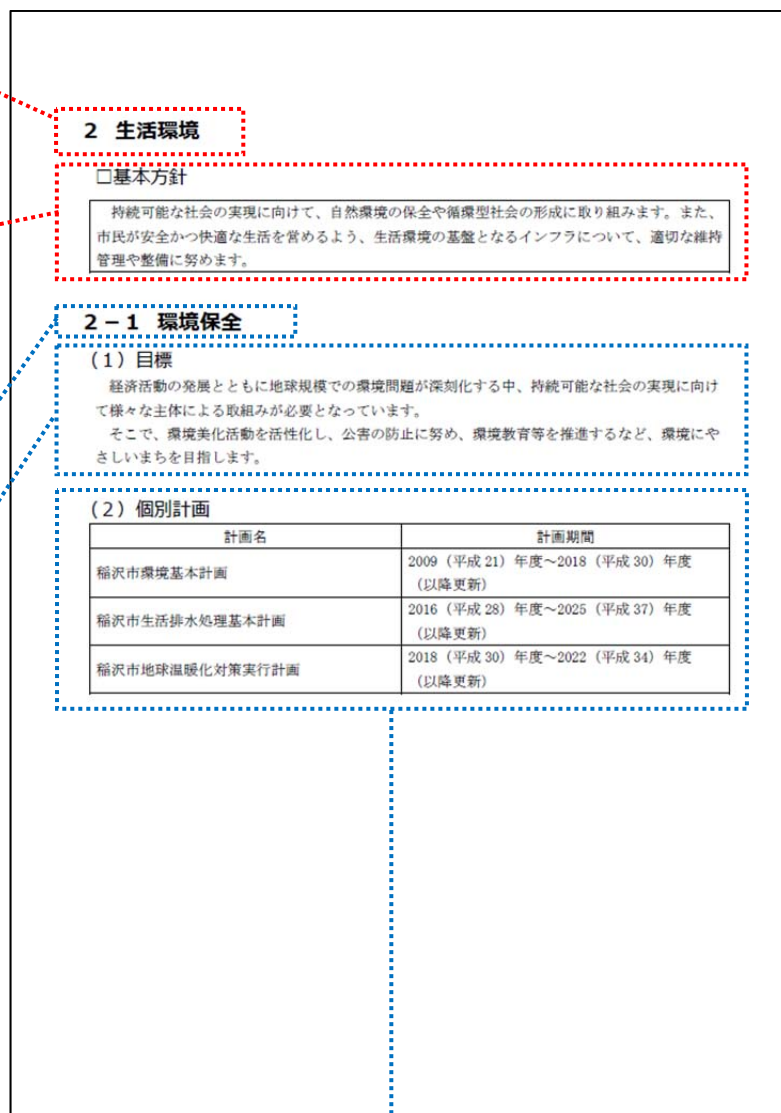 2 生活環境
□基本方針
持続可能な社会の実現に向けて、自然環境の保全や循環型社会の形成に取り組みます。また、
市民が安全かつ快適な生活を営めるよう、生活環境の基盤となるインフラについて、適切な維持
管理や整備に努めます。
2－1 環境保全
(1)目標
経済活動の発展とともに地球規模での環境問題が深刻化する中、持続可能な社会の実現に向け
て様々な主体による取組みが必要となっています。
そこで、環境美化活動を活性化し、公害の防止に努め、環境教育等を推進するなど、環境にや
さしいまちを目指します。
(2)個別計画
計画名 計画期間
稲沢市環境基本計画 2009（平成21）年度～2018（平成30）年度
（以降更新）
稲沢市生活排水処理基本計画 2016（平成28）年度～2025（平成37）年度
（以降更新）
稲沢市地球温暖化対策実行計画 2018（平成30）年度～2022（平成34）年度
（以降更新）